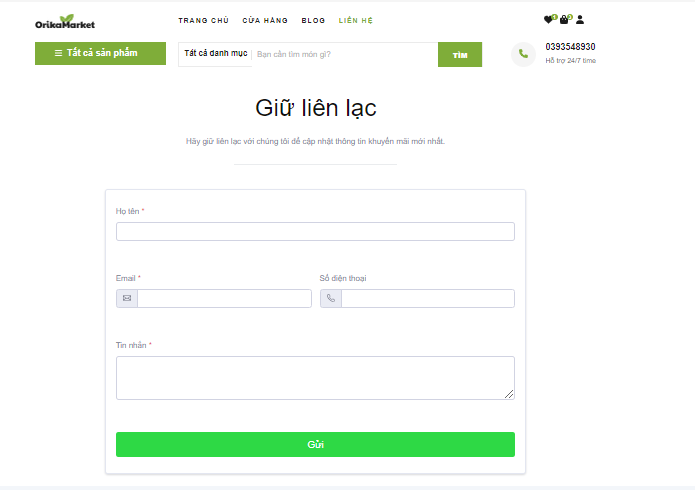 OrikaMarket
TRANG CHỦ CỬA HÀNG BLOG LIÊN HỆ
Tất cả sản phẩm
Tất cả danh mục
Bạn cần tìm món gì?
TÌM
0393548930
Hỗ trợ 24/7 time
Giữ liên lạc
Hãy giữ liên lạc với chúng tôi để cập nhật thông tin khuyến mãi mới nhất.
Họ tên *
Email *
Số điện thoại
Tin nhắn *
Gửi